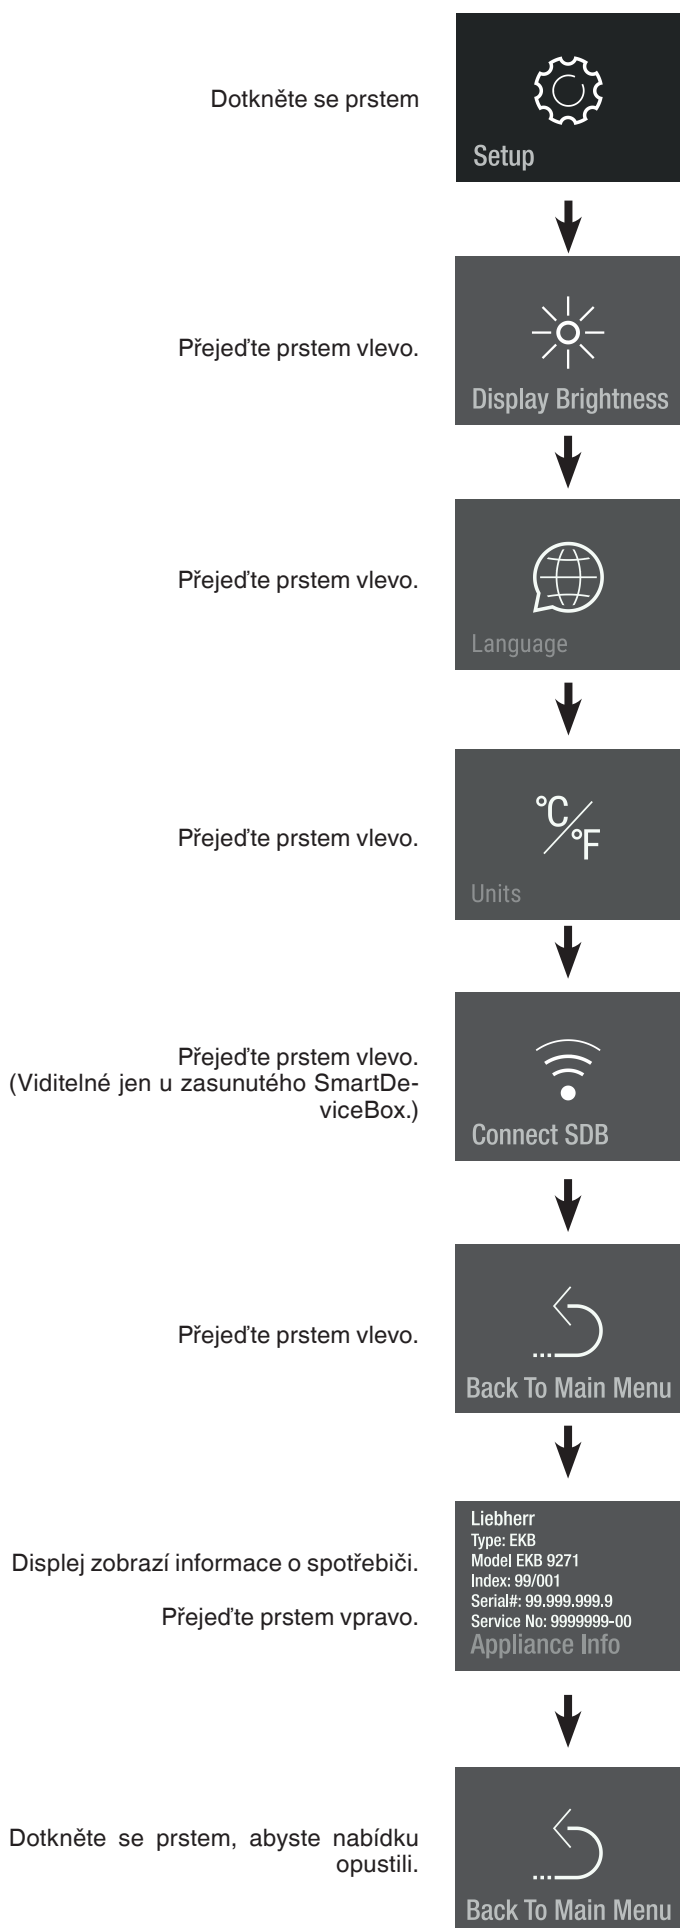 Dotkněte se prstem
Setup
Přejeďte prstem vlevo.
Display Brightness
Přejeďte prstem vlevo.
Language
Přejeďte prstem vlevo.
°C/°F
Units
Přejeďte prstem vlevo.
(Viditelné jen u zasunutého SmartDe-
viceBox.)
Connect SDB
Přejeďte prstem vlevo.
Back To Main Menu
Displej zobrazí informace o spotřebiči.
Přejeďte prstem vpravo.
Liebherr
Type: EKB
Model EKB 9271
Index: 99/001
Serial#: 99.999.999.9
Service No: 9999999-00
Appliance Info
Dotkněte se prstem, abyste nabídku
opustili.
Back To Main Menu